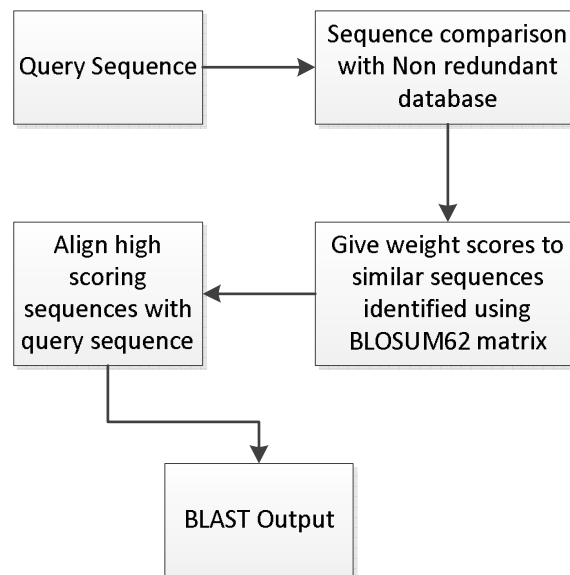 Query Sequence
Sequence comparison
with Non redundant
database
Give weight scores to
similar sequences
identified using
BLOSUM62 matrix
Align high
scoring
sequences with
query sequence
BLAST Output